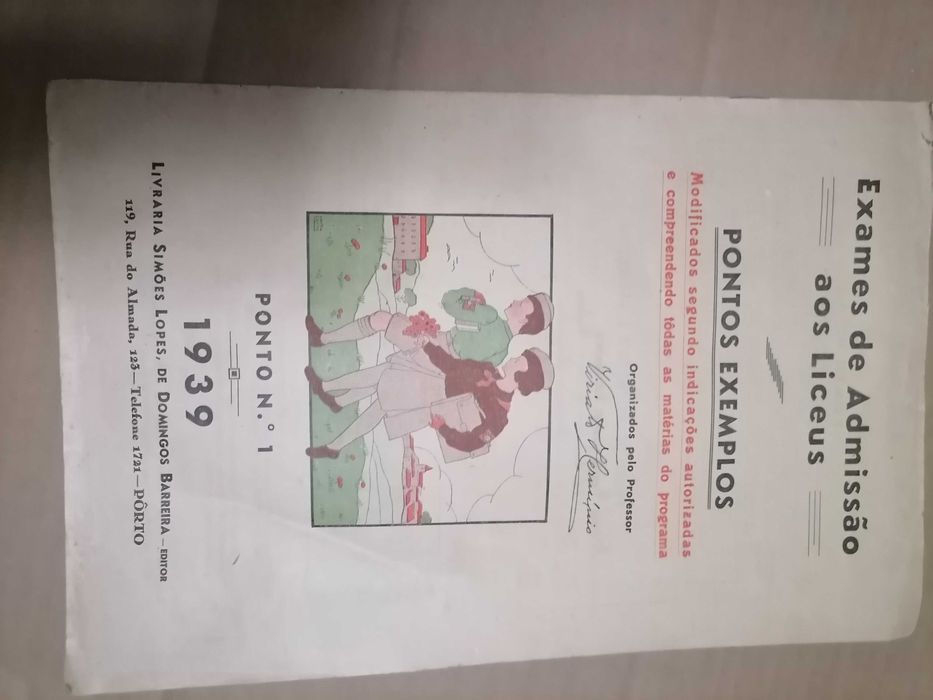 Exames de Admissão
aos Liceus
PONTOS EXEMPLOS
Modificados segundo indicações autorizadas
e compreendendo tôdas as matérias do programa
Organizados pelo Professor
PONTO N.º 1
1939
LIVRARIA SIMÕES LOPES, DE DOMINGOS BARREIRA — EDITOR
119, Rua do Almada, 123 — Telefone 1721 — PÔRTO